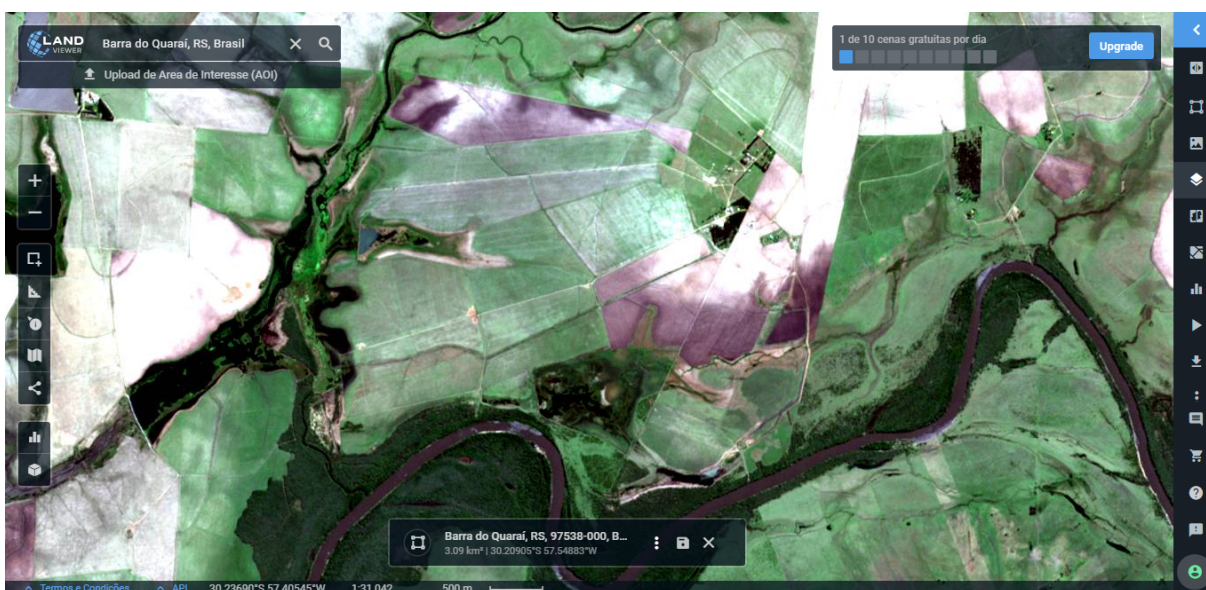 LAND
VIEWER
Barra do Quaraí, RS, Brasil
Upload de Area de Interesse (AOI)
1 de 10 cenas gratuitas por dia
Upgrade
Barra do Quaraí, RS, 97538-000, B...
3.09 km² | 30.20905°S 57.54883°W
Termos e Condições API 30.23690°S 57.40545°W 1:31 042 500 m